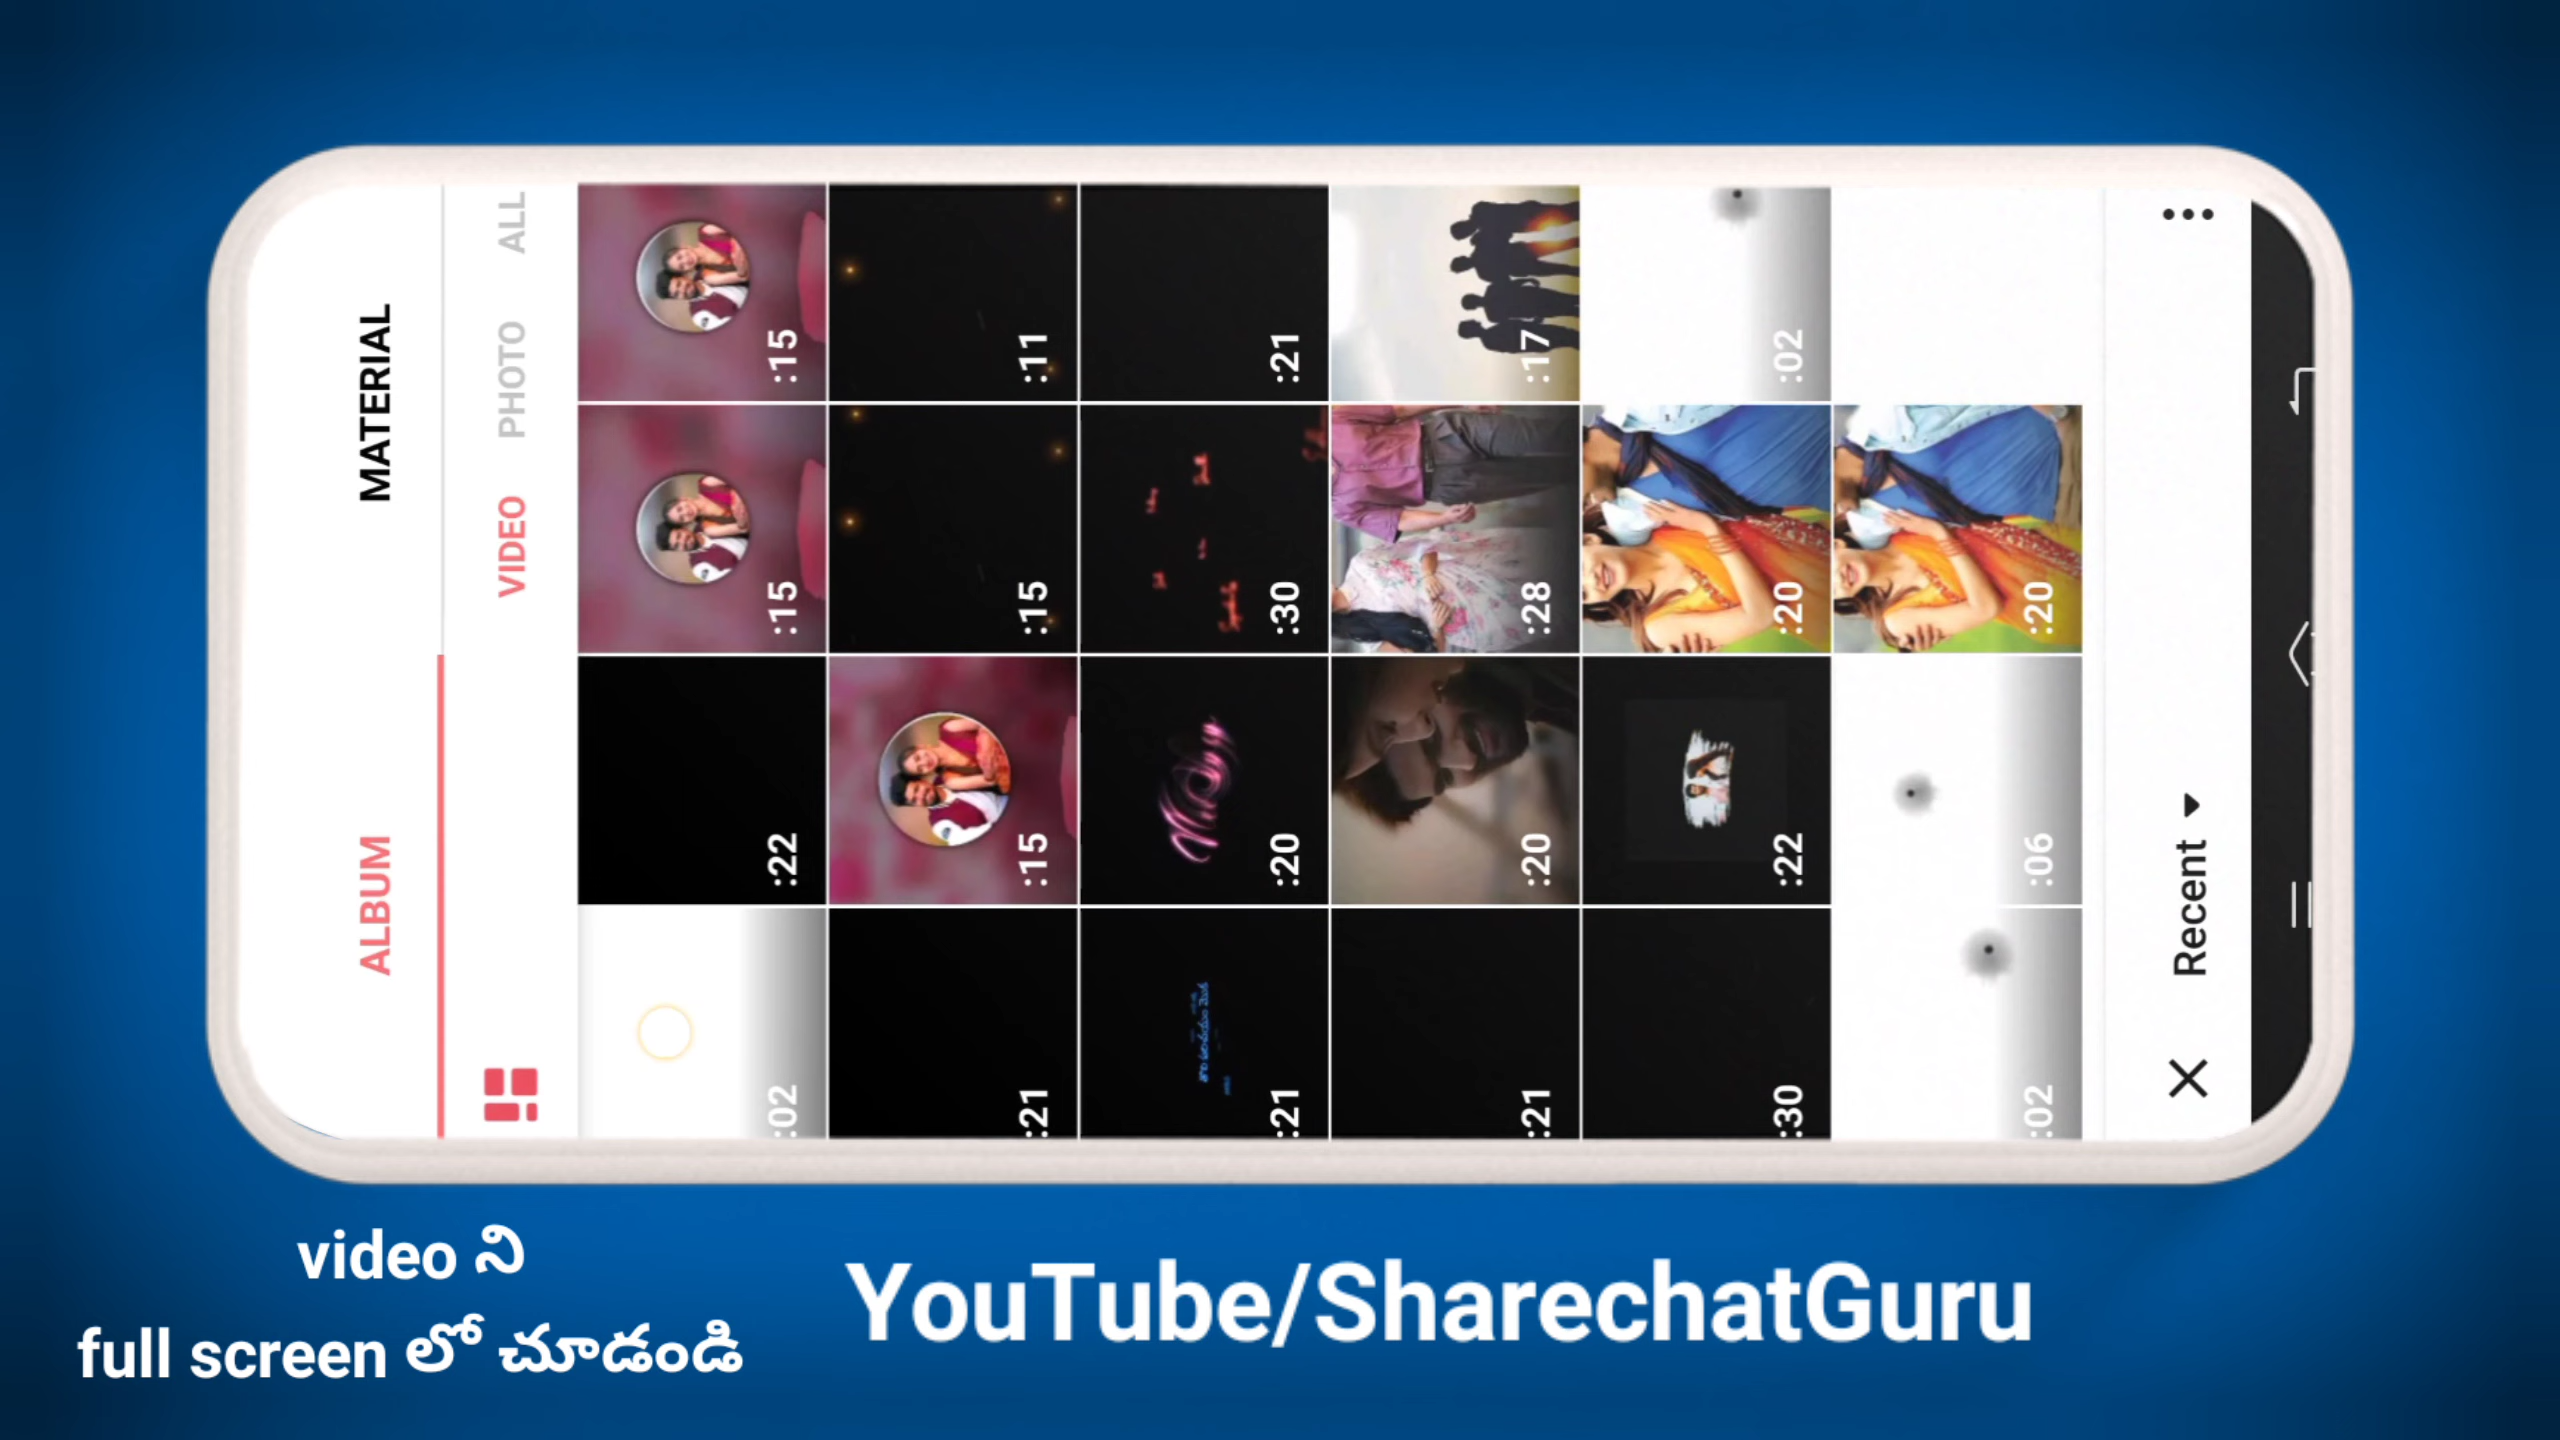 ALBUM MATERIAL
VIDEO PHOTO ALL
:02 :22 :15 :15
:21 :15 :15 :11
:21 :20 :30 :21
:21 :20 :28 :17
:30 :22 :20 :02
:02 :06 :20
Recent
video ని
full screen లో చూడండి
YouTube/SharechatGuru